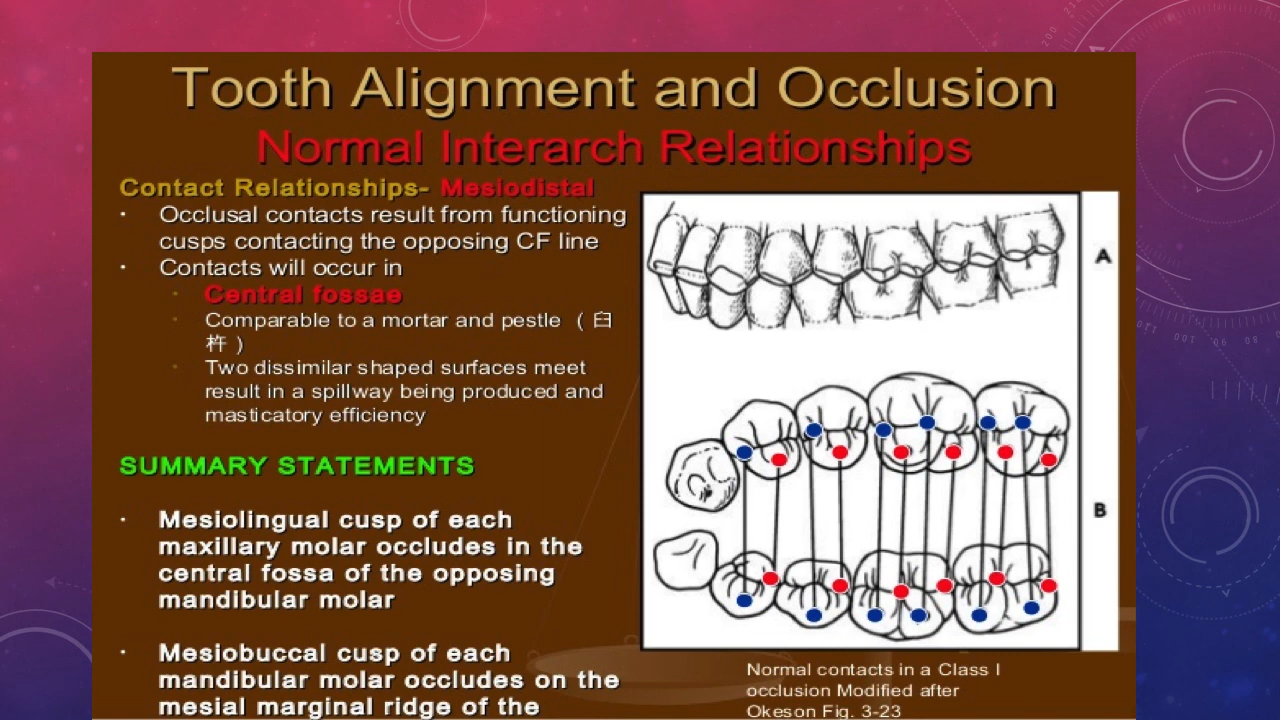 Tooth Alignment and Occlusion
Normal Interarch Relationships
Contact Relationships- Mesiodistal
• Occlusal contacts result from functioning
cusps contacting the opposing CF line
• Contacts will occur in
• Central fossae
• Comparable to a mortar and pestle （臼
杵）
• Two dissimilar shaped surfaces meet
result in a spillway being produced and
masticatory efficiency
SUMMARY STATEMENTS
• Mesiolingual cusp of each
maxillary molar occludes in the
central fossa of the opposing
mandibular molar
• Mesiobuccal cusp of each
mandibular molar occludes on the
mesial marginal ridge of the
A
B
Normal contacts in a Class I
occlusion Modified after
Okeson Fig. 3-23